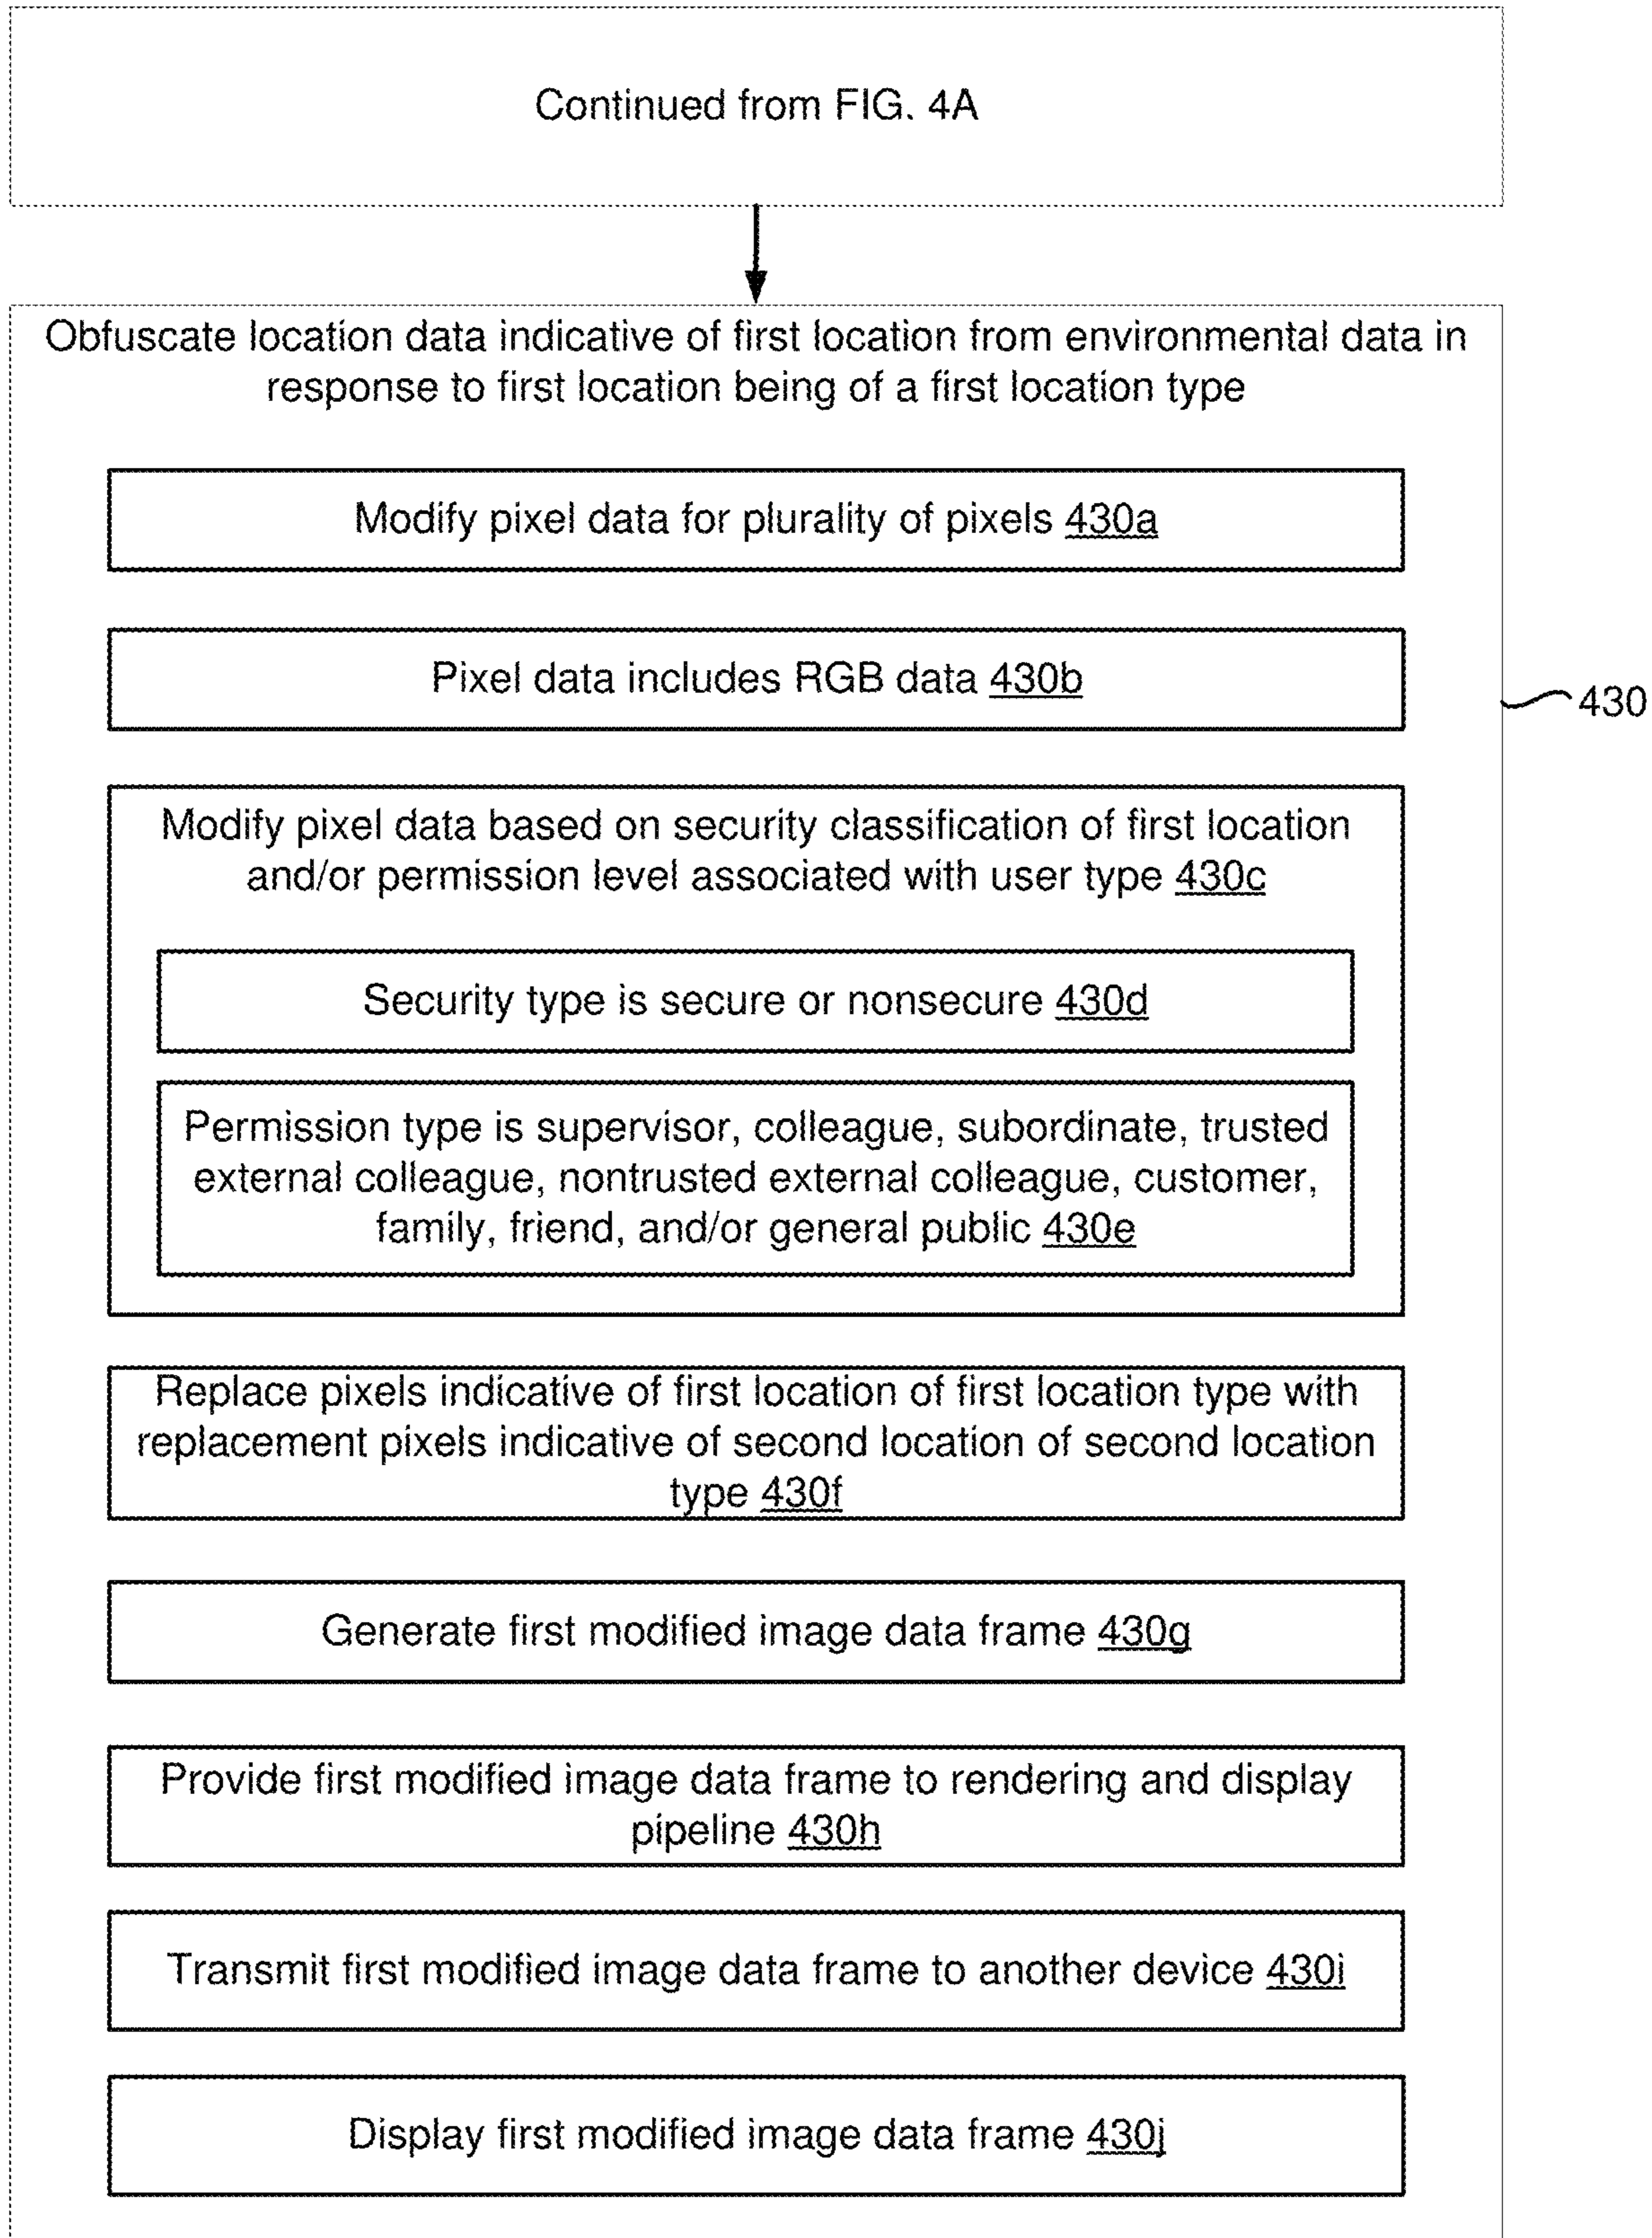 Continued from FIG. 4A
Obfuscate location data indicative of first location from environmental data in
response to first location being of a first location type
Modify pixel data for plurality of pixels 430a
Pixel data includes RGB data 430b
430
Modify pixel data based on security classification of first location
and/or permission level associated with user type 430c
Security type is secure or nonsecure 430d
Permission type is supervisor, colleague, subordinate, trusted
external colleague, nontrusted external colleague, customer,
family, friend, and/or general public 430e
Replace pixels indicative of first location of first location type with
replacement pixels indicative of second location of second location
type 430f
Generate first modified image data frame 430g
Provide first modified image data frame to rendering and display
pipeline 430h
Transmit first modified image data frame to another device 430i
Display first modified image data frame 430j